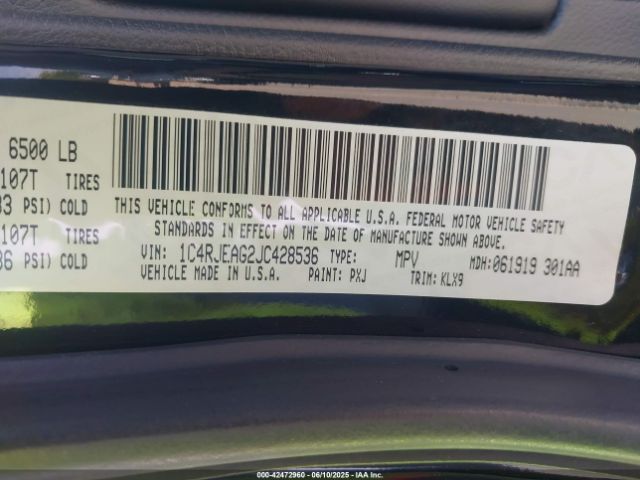 6500 LB
107T TIRES
33 PSI) COLD
107T
36 PSI) COLD
THIS VEHICLE CONFORMS TO ALL APPLICABLE U.S.A. FEDERAL MOTOR VEHICLE SAFETY
STANDARDS IN EFFECT ON THE DATE OF MANUFACTURE SHOWN ABOVE.
VIN: 1C4RJEAG2JC428536 TYPE: MPV MDH:061919 301AA
VEHICLE MADE IN U.S.A. PAINT: PXJ TRIM:KLX9
000-42472960 - 06/10/2025 - IAA Inc.